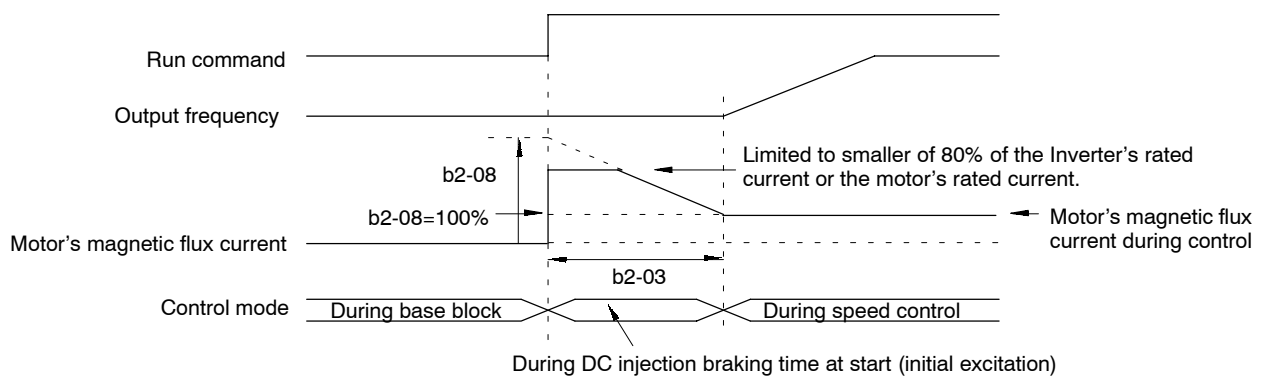 Run command
Output frequency
Limited to smaller of 80% of the Inverter's rated
current or the motor's rated current.
b2-08
b2-08=100%
Motor's magnetic flux
current during control
Motor's magnetic flux current
b2-03
Control mode
During base block
During speed control
During DC injection braking time at start (initial excitation)